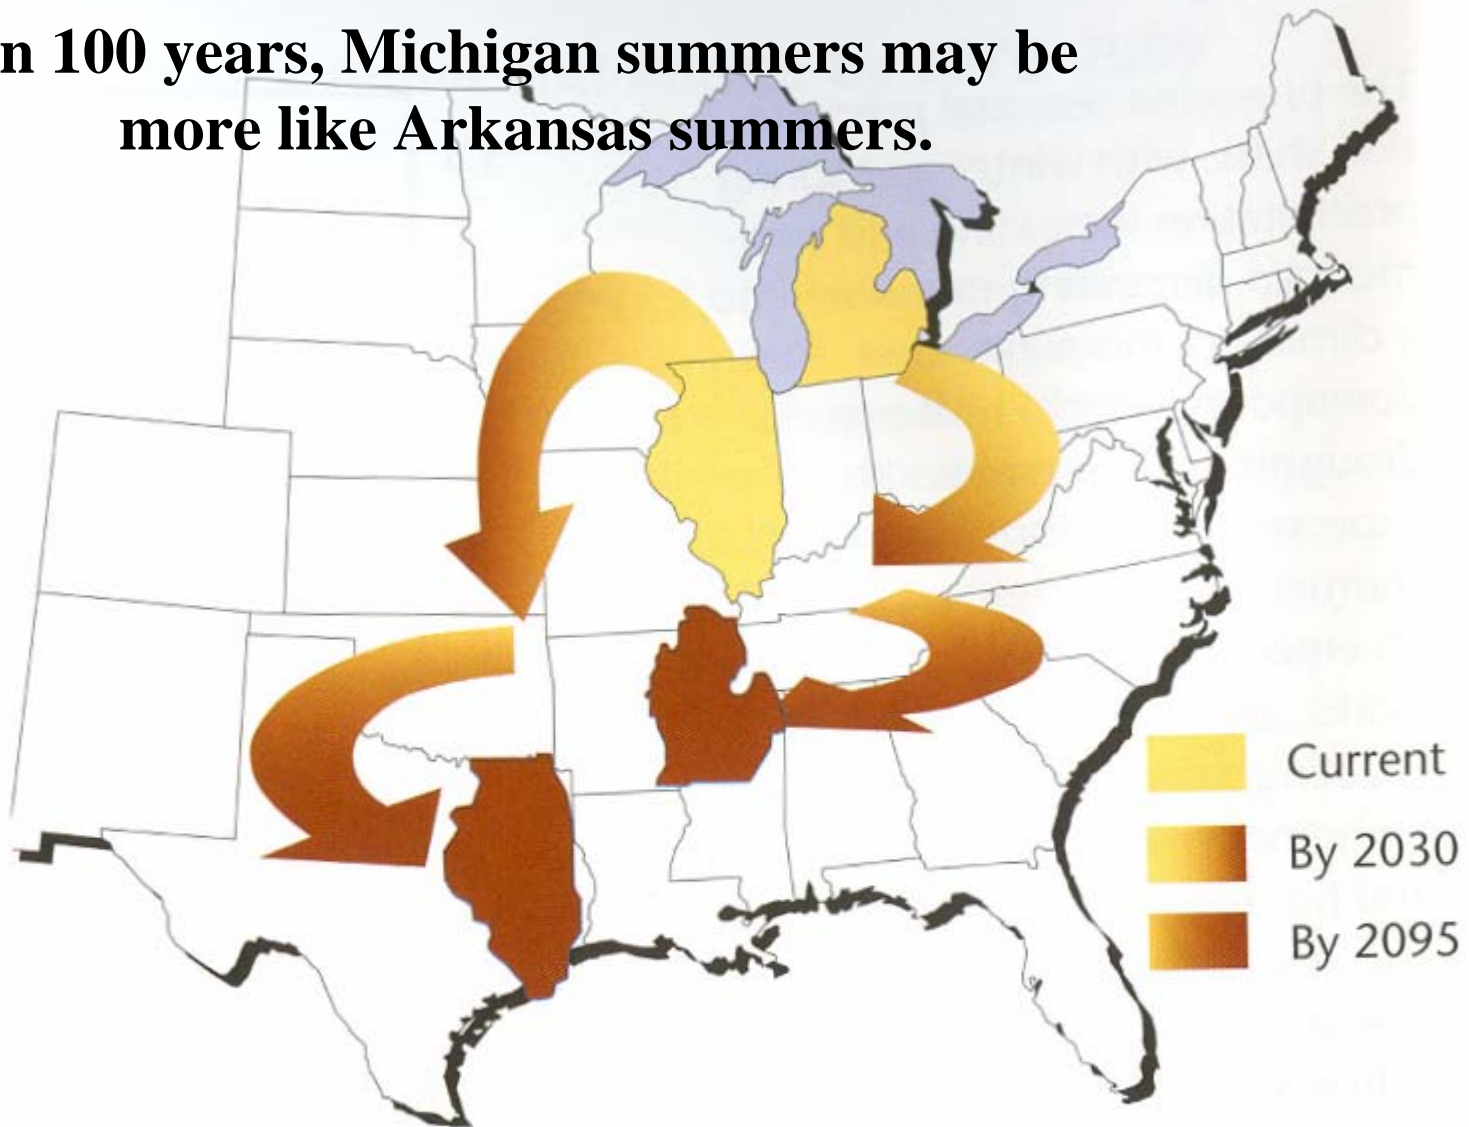 n 100 years, Michigan summers may be
more like Arkansas summers.
Current
By 2030
By 2095